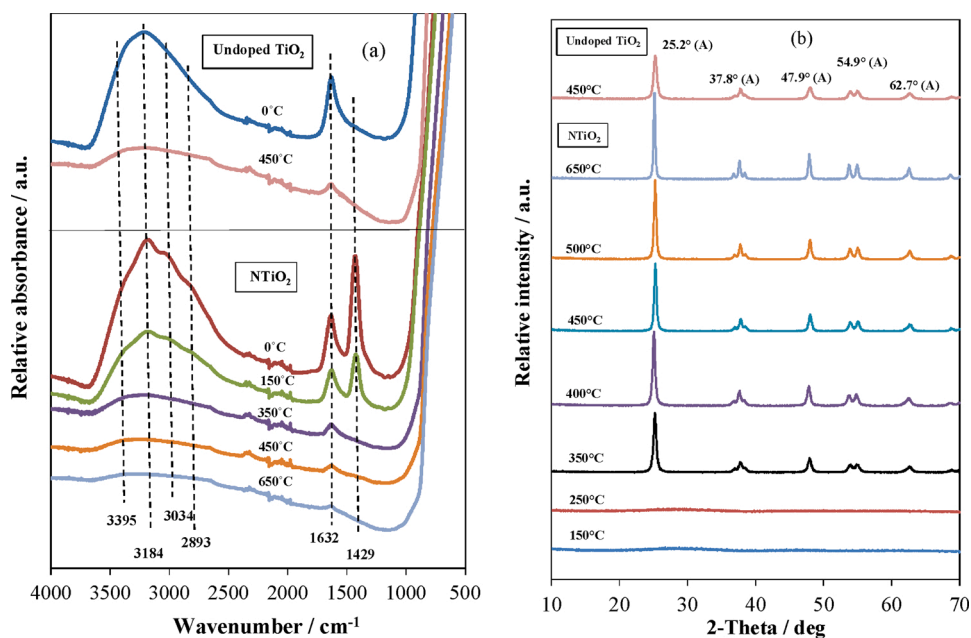 (a)
Undoped TiO2
0°C
450°C
NTiO2
0°C
150°C
350°C
450°C
650°C
3395
3184
3034
2893
1632
1429
4000 3500 3000 2500 2000 1500 1000 500
Wavenumber / cm-1
Relative absorbance / a.u.
(b)
Undoped TiO2
25.2° (A)
37.8° (A)
47.9° (A)
54.9° (A)
62.7° (A)
450°C
NTiO2
650°C
500°C
450°C
400°C
350°C
250°C
150°C
10 20 30 40 50 60 70
2-Theta / deg
Relative intensity / a.u.